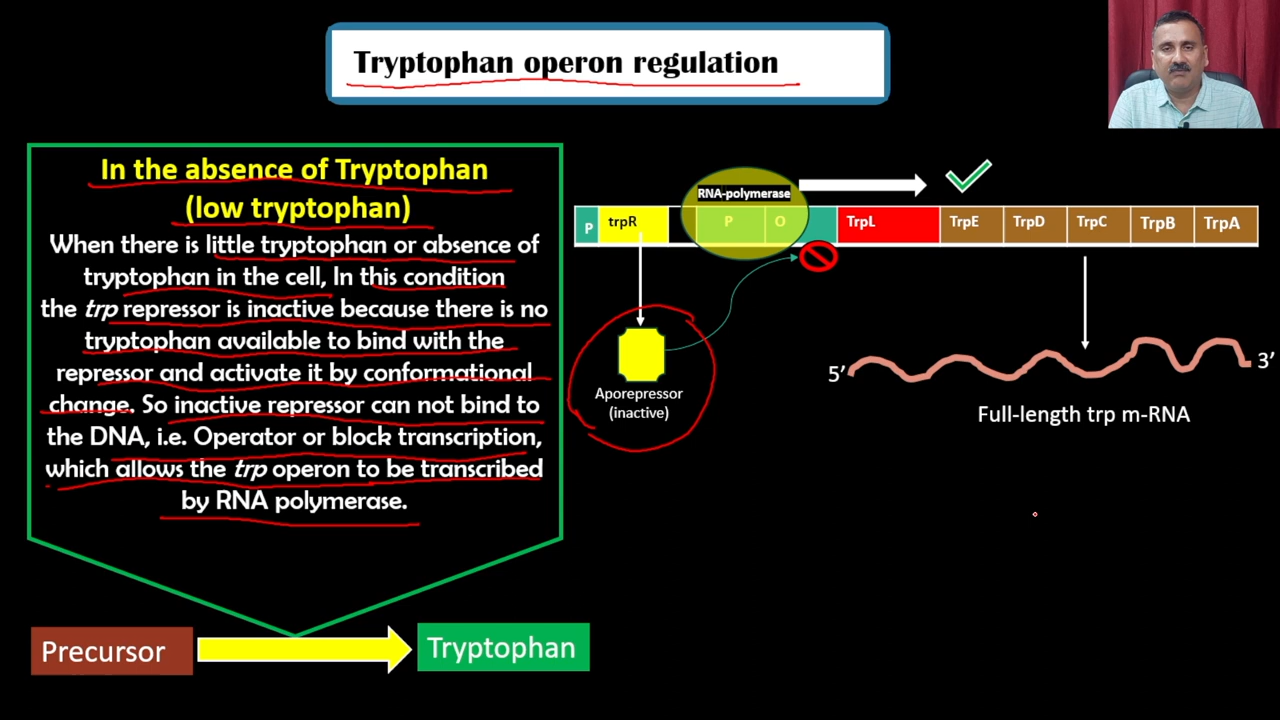 Tryptophan operon regulation
In the absence of Tryptophan
(low tryptophan)
When there is little tryptophan or absence of
tryptophan in the cell, In this condition
the trp repressor is inactive because there is no
tryptophan available to bind with the
repressor and activate it by conformational
change. So inactive repressor can not bind to
the DNA, i.e. Operator or block transcription,
which allows the trp operon to be transcribed
by RNA polymerase.
Precursor
Tryptophan
RNA-polymerase
P trpR P O TrpL TrpE TrpD TrpC TrpB TrpA
Aporepressor
(inactive)
5’ 3’
Full-length trp m-RNA